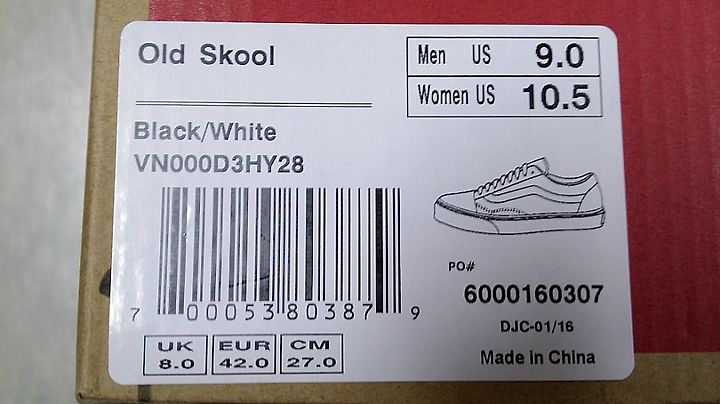 Old Skool
Men US 9.0
Women US 10.5
Black/White
VN000D3HY28
7 00053 80387 9
PO#
6000160307
DJC-01/16
Made in China
UK EUR CM
8.0 42.0 27.0